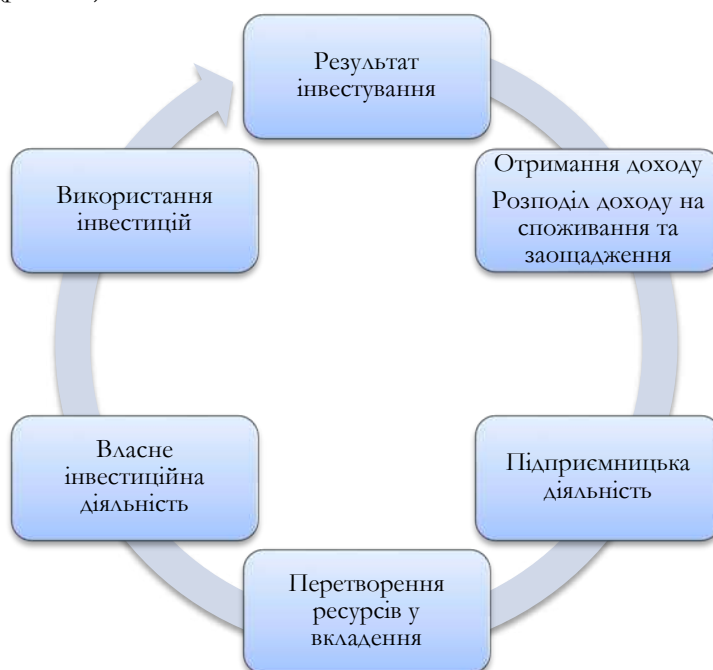 Результат
інвестування
Отримання доходу
Розподіл доходу на
споживання та
заощадження
Підприємницька
діяльність
Перетворення
ресурсів у
вкладення
Власне
інвестиційна
діяльність
Використання
інвестицій